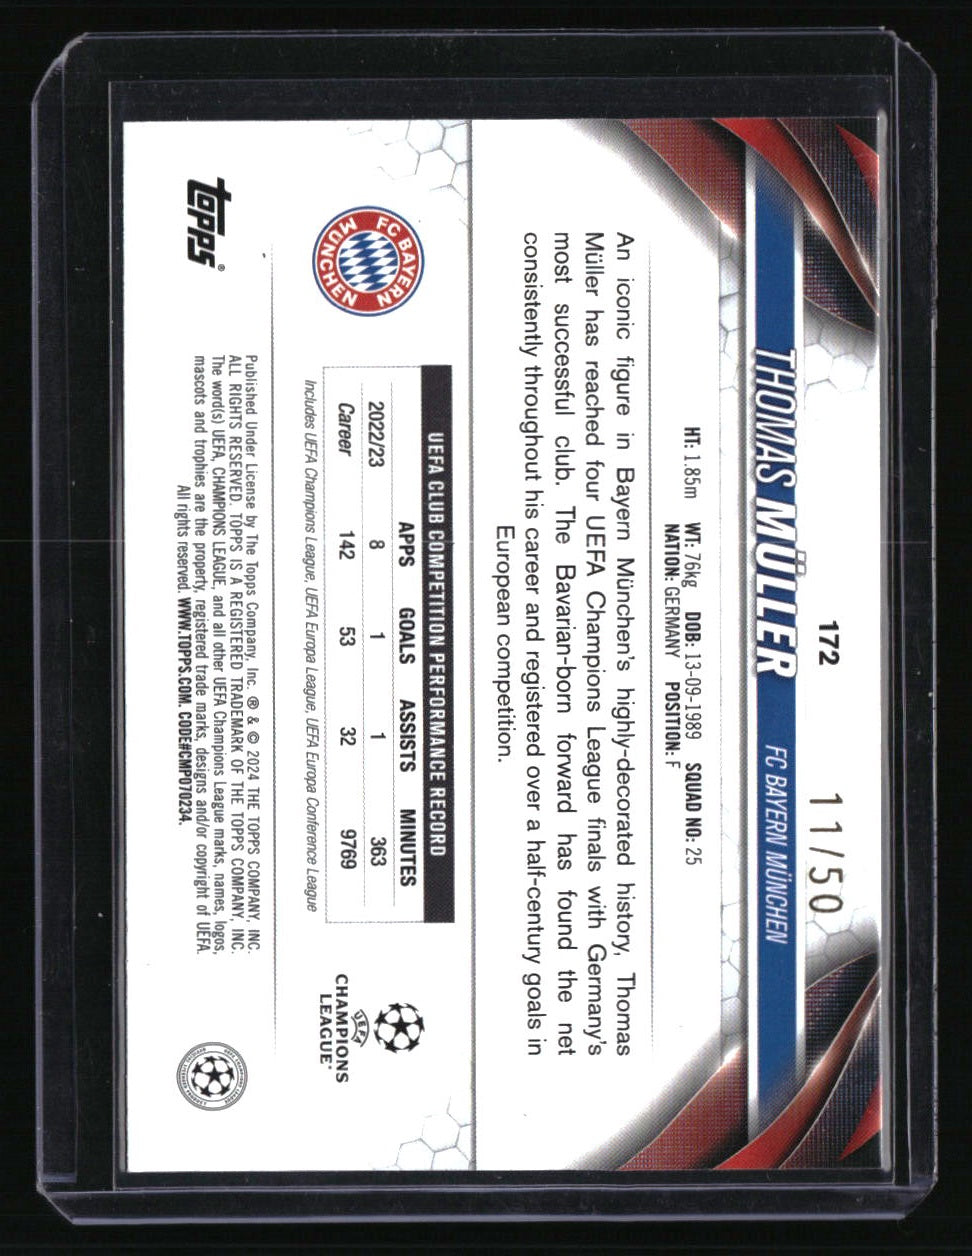 172
11/50
THOMAS MÜLLER FC BAYERN MÜNCHEN
HT: 1.85m WT: 76kg DOB: 13-09-1989 SQUAD NO: 25
NATION: GERMANY POSITION: F
An iconic figure in Bayern München's highly-decorated history, Thomas
Müller has reached four UEFA Champions League finals with Germany's
most successful club. The Bavarian-born forward has found the net
consistently throughout his career and registered over a half-century goals in
European competition.
FC BAYERN MÜNCHEN
UEFA CLUB COMPETITION PERFORMANCE RECORD
APPS GOALS ASSISTS MINUTES
2022/23 8 1 1 363
Career 142 53 32 9769
Includes UEFA Champions League, UEFA Europa League, UEFA Europa Conference League
UEFA
CHAMPIONS
LEAGUE®
topps®
Published Under License by The Topps Company, Inc. ® & © 2024 THE TOPPS COMPANY, INC.
ALL RIGHTS RESERVED. TOPPS IS A REGISTERED TRADEMARK OF THE TOPPS COMPANY, INC.
The word(s) UEFA, CHAMPIONS LEAGUE, and all other UEFA Champions League marks, names, logos,
mascots and trophies are the property, registered trade marks, designs and/or copyright of UEFA.
All rights reserved. WWW.TOPPS.COM. CODE#CMP070234.